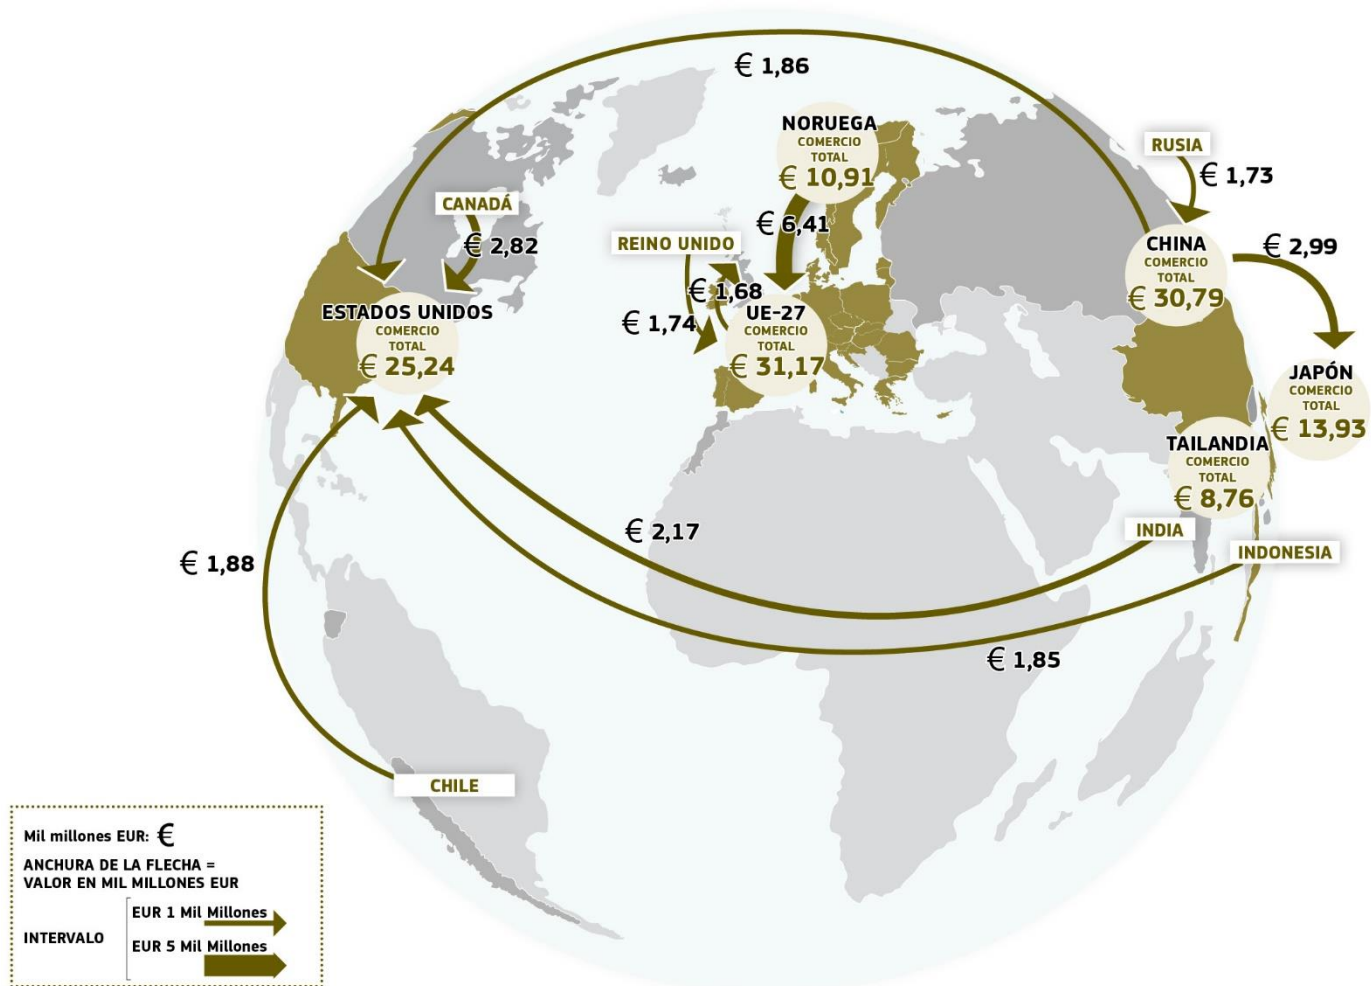 € 1,86
NORUEGA
COMERCIO
TOTAL
€ 10,91
RUSIA
€ 1,73
CANADÁ
€ 2,82
€ 6,41
REINO UNIDO
CHINA
COMERCIO
TOTAL
€ 30,79
€ 2,99
€ 1,68
€ 1,74
ESTADOS UNIDOS
COMERCIO
TOTAL
€ 25,24
UE-27
COMERCIO
TOTAL
€ 31,17
JAPÓN
COMERCIO
TOTAL
€ 13,93
TAILANDIA
COMERCIO
TOTAL
€ 8,76
€ 2,17
INDIA
INDONESIA
€ 1,88
€ 1,85
CHILE
Mil millones EUR: €
ANCHURA DE LA FLECHA =
VALOR EN MIL MILLONES EUR
INTERVALO
EUR 1 Mil Millones
EUR 5 Mil Millones